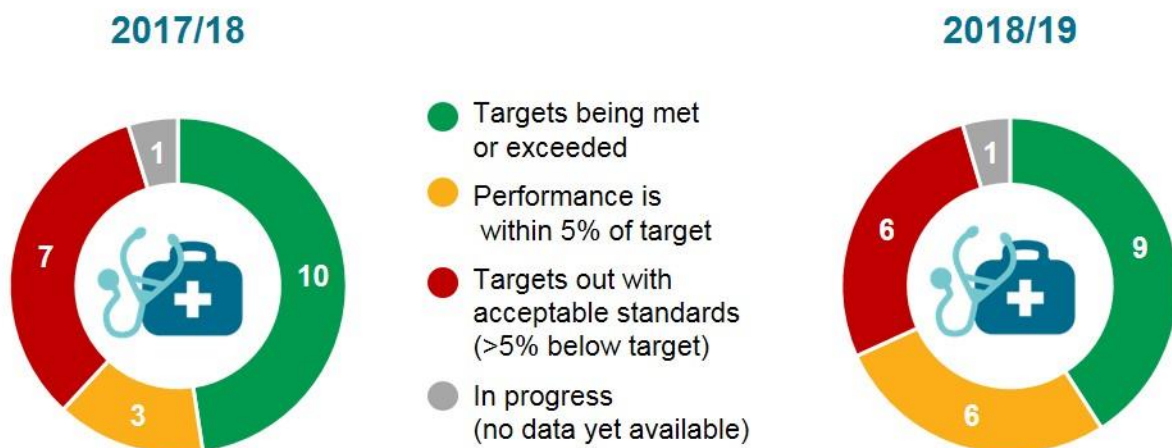 2017/18
2018/19
1
10
3
7
Targets being met
or exceeded
Performance is
within 5% of target
Targets out with
acceptable standards
(>5% below target)
In progress
(no data yet available)
1
9
6
6